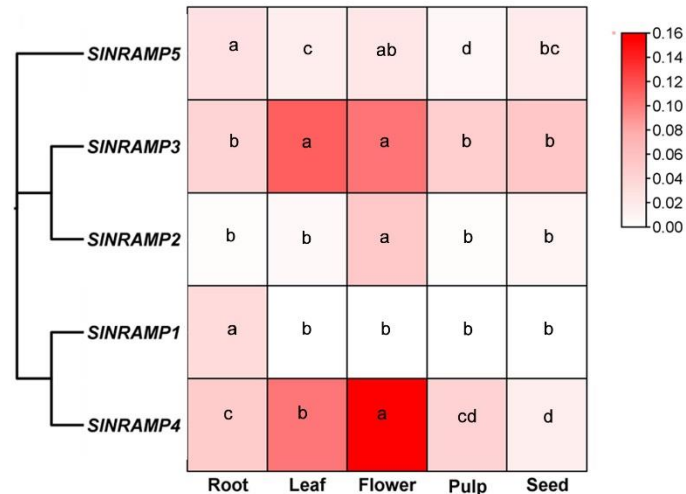 SlNRAMP5 a c ab d bc
SlNRAMP3 b a a b b
SlNRAMP2 b b a b b
SlNRAMP1 a b b b b
SlNRAMP4 c b a cd d
Root Leaf Flower Pulp Seed
0.16
0.14
0.12
0.10
0.08
0.06
0.04
0.02
0.00